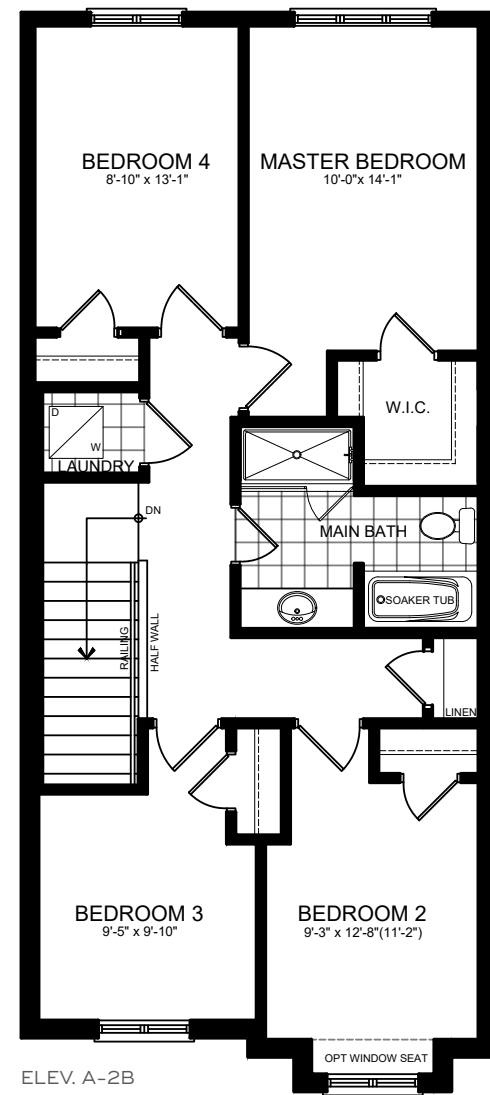 BEDROOM 4
8'-10" x 13'-1"
MASTER BEDROOM
10'-0"x 14'-1"
W.I.C.
D
W
LAUNDRY
DN
MAIN BATH
SOAKER TUB
RAILING
HALF WALL
LINEN
BEDROOM 3
9'-5" x 9'-10"
BEDROOM 2
9'-3" x 12'-8"(11'-2")
OPT WINDOW SEAT
ELEV. A-2B